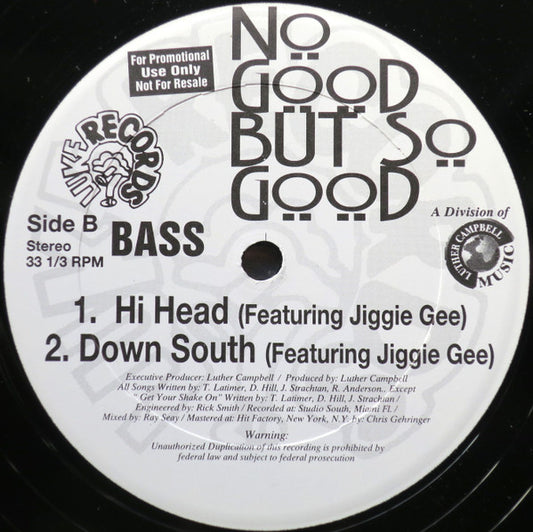 No
GOOD
BUT So
GOOD
For Promotional
Use Only
Not For Resale
LUKE RECORDS
Side B
Stereo
33 1/3 RPM
BASS
A Division of
LUTHER CAMPBELL
MUSIC
1. Hi Head (Featuring Jiggie Gee)
2. Down South (Featuring Jiggie Gee)
Executive Producer: Luther Campbell / Produced by: Luther Campbell
All Songs Written by: T. Latimer, D. Hill, J. Strachtan, R. Anderson.. Except
" Get Your Shake On" Written by: T. Latimer, D. Hill, J. Strachtan /
Engineered by: Rick Smith / Recorded at: Studio South, Miami Fl. /
Mixed by: Ray Seay / Mastered at: Hit Factory, New York, N.Y. by: Chris Gehringer
Warning:
Unauthorized Duplication of this recording is prohibited by
federal law and subject to federal prosecution